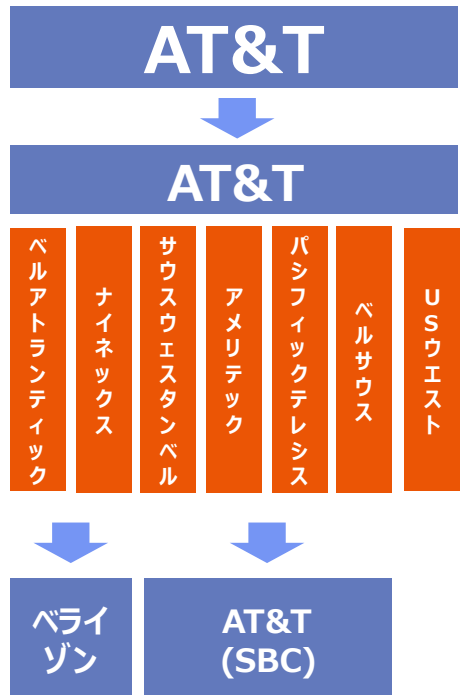 AT&T
AT&T
ベルアトランティック
ナイネックス
サウスウェスタンベル
アメリテック
パシフィックテレシス
ベルサウス
USウエスト
ベライ
ゾン
AT&T
(SBC)